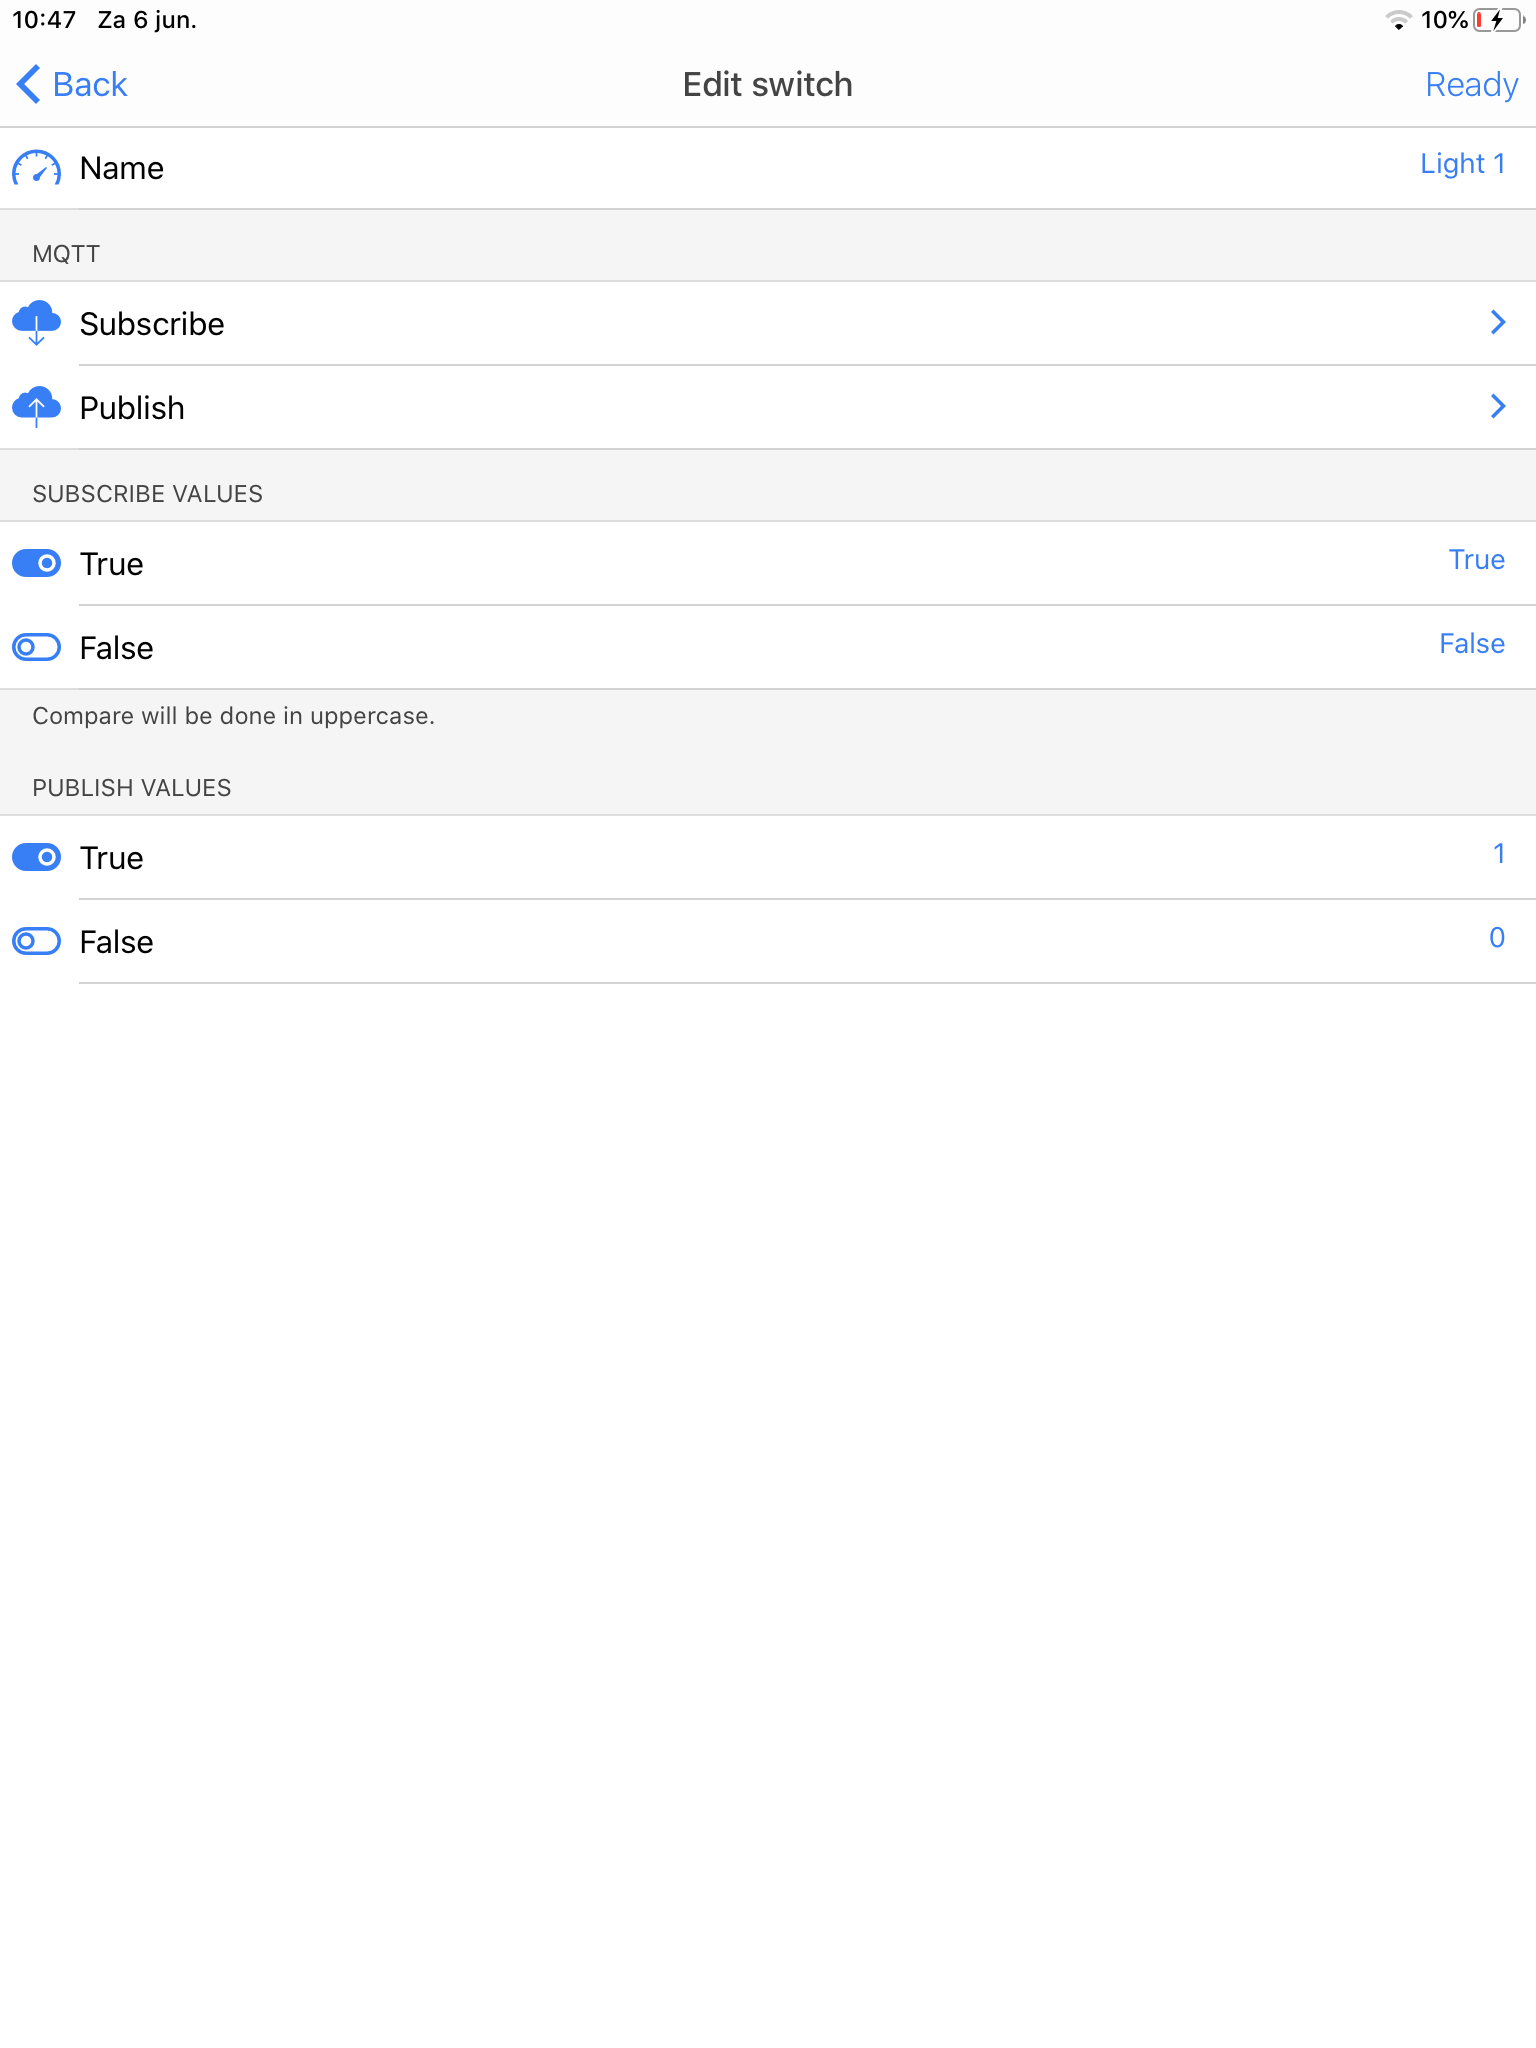 10:47 Za 6 jun. 10%
Back Edit switch Ready
Name Light 1
MQTT
Subscribe
Publish
SUBSCRIBE VALUES
True True
False False
Compare will be done in uppercase.
PUBLISH VALUES
True 1
False 0